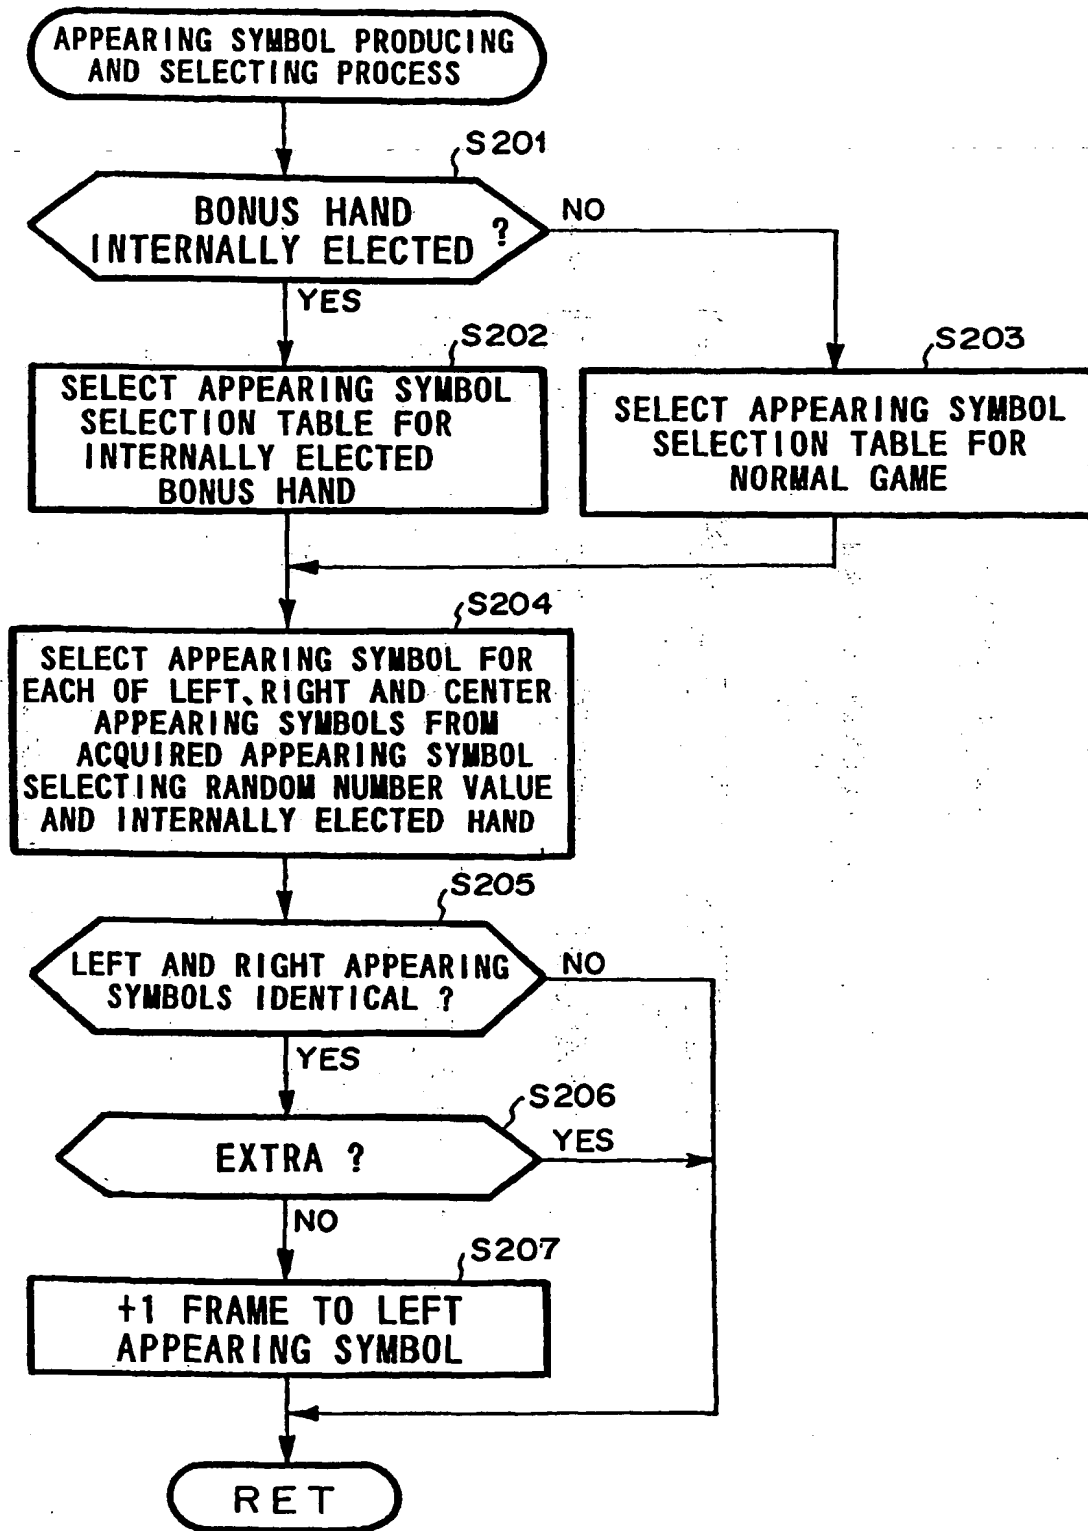 APPEARING SYMBOL PRODUCING
AND SELECTING PROCESS
S201
BONUS HAND
INTERNALLY ELECTED ?
NO
YES
S202
SELECT APPEARING SYMBOL
SELECTION TABLE FOR
INTERNALLY ELECTED
BONUS HAND
S203
SELECT APPEARING SYMBOL
SELECTION TABLE FOR
NORMAL GAME
S204
SELECT APPEARING SYMBOL FOR
EACH OF LEFT、RIGHT AND CENTER
APPEARING SYMBOLS FROM
ACQUIRED APPEARING SYMBOL
SELECTING RANDOM NUMBER VALUE
AND INTERNALLY ELECTED HAND
S205
LEFT AND RIGHT APPEARING
SYMBOLS IDENTICAL ?
NO
YES
S206
EXTRA ?
YES
NO
S207
+1 FRAME TO LEFT
APPEARING SYMBOL
RET